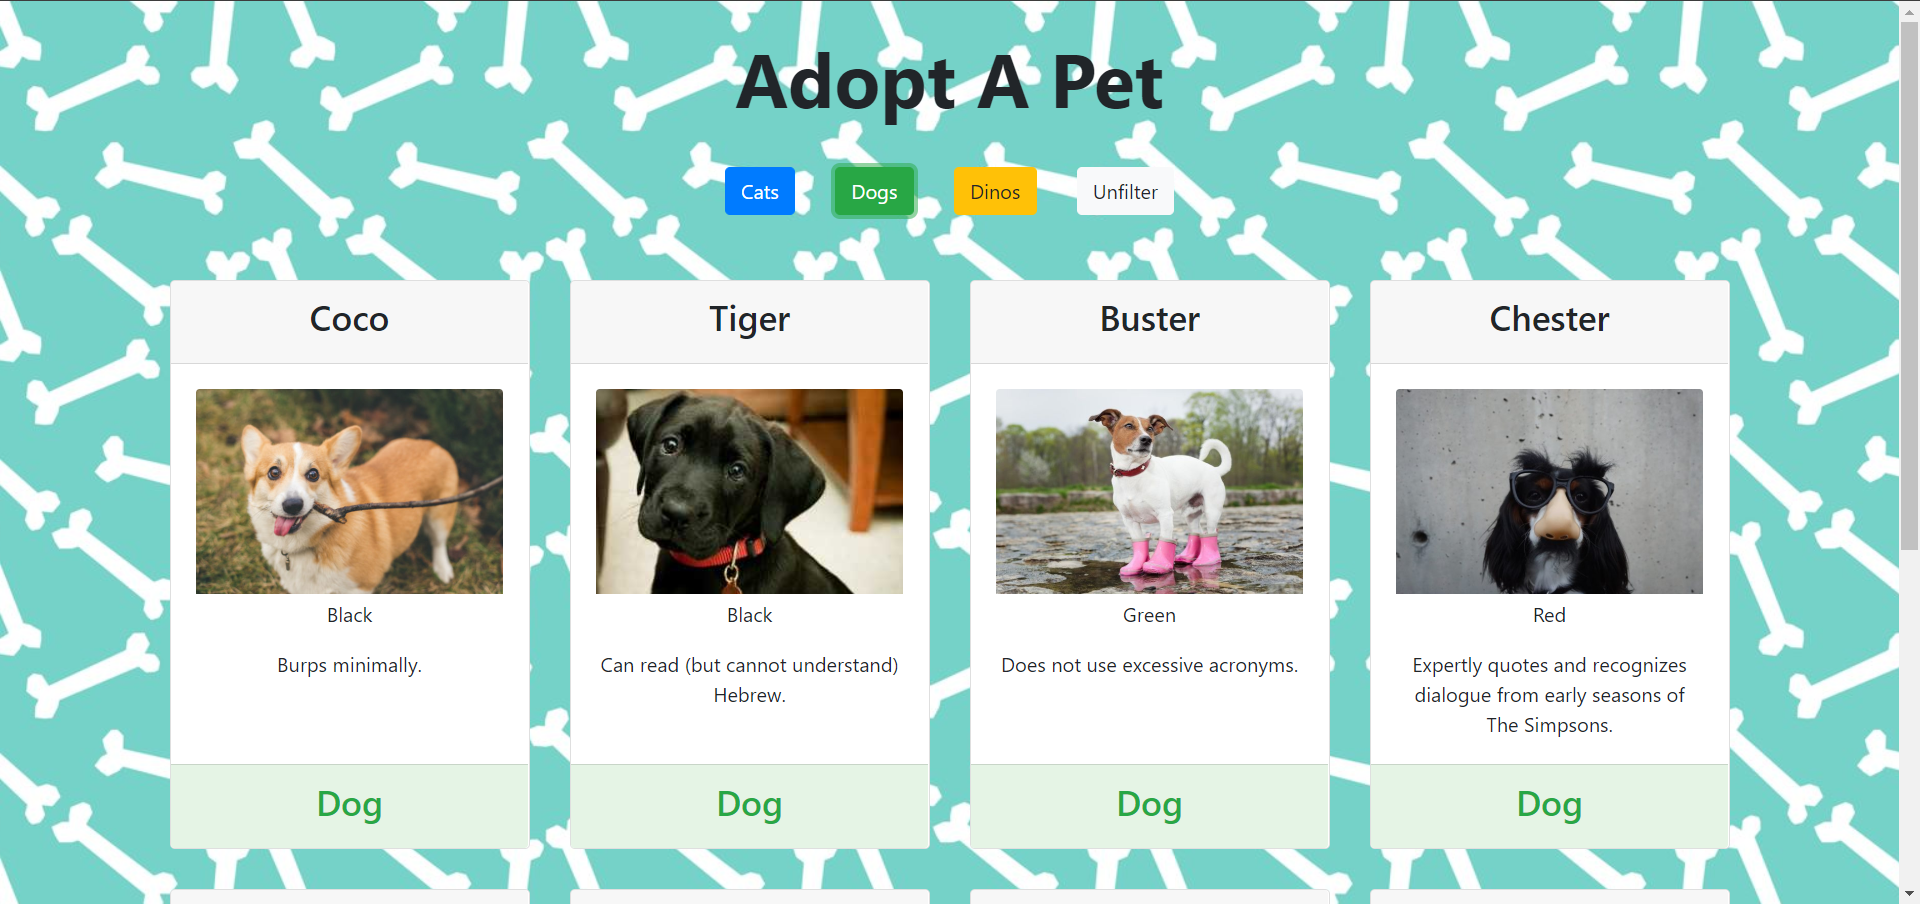 Adopt A Pet
Cats
Dogs
Dinos
Unfilter
Coco
Black
Burps minimally.
Dog
Tiger
Black
Can read (but cannot understand)
Hebrew.
Dog
Buster
Green
Does not use excessive acronyms.
Dog
Chester
Red
Expertly quotes and recognizes
dialogue from early seasons of
The Simpsons.
Dog